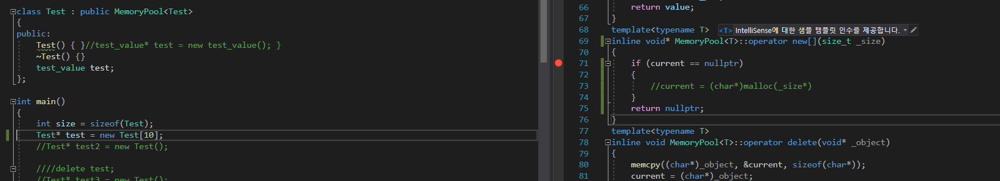 class Test : public MemoryPool<Test>
{
public:
Test() { }//test_value* test = new test_value(); }
~Test() {}
test_value test;
};
int main()
{
int size = sizeof(Test);
Test* test = new Test[10];
//Test* test2 = new Test();
////delete test;
//Test* test3 = new Test();
66 return value;
67 }
68 template<typename T> <T> IntelliSense에 대한 샘플 템플릿 인수를 제공합니다.
69 inline void* MemoryPool<T>::operator new[](size_t _size)
70 {
71 if (current == nullptr)
72 {
73 //current = (char*)malloc(_size*)
74 }
75 return nullptr;
76 }
77 template<typename T>
78 inline void MemoryPool<T>::operator delete(void* _object)
79 {
80 memcpy((char*)_object, &current, sizeof(char*));
81 current = (char*)_object;